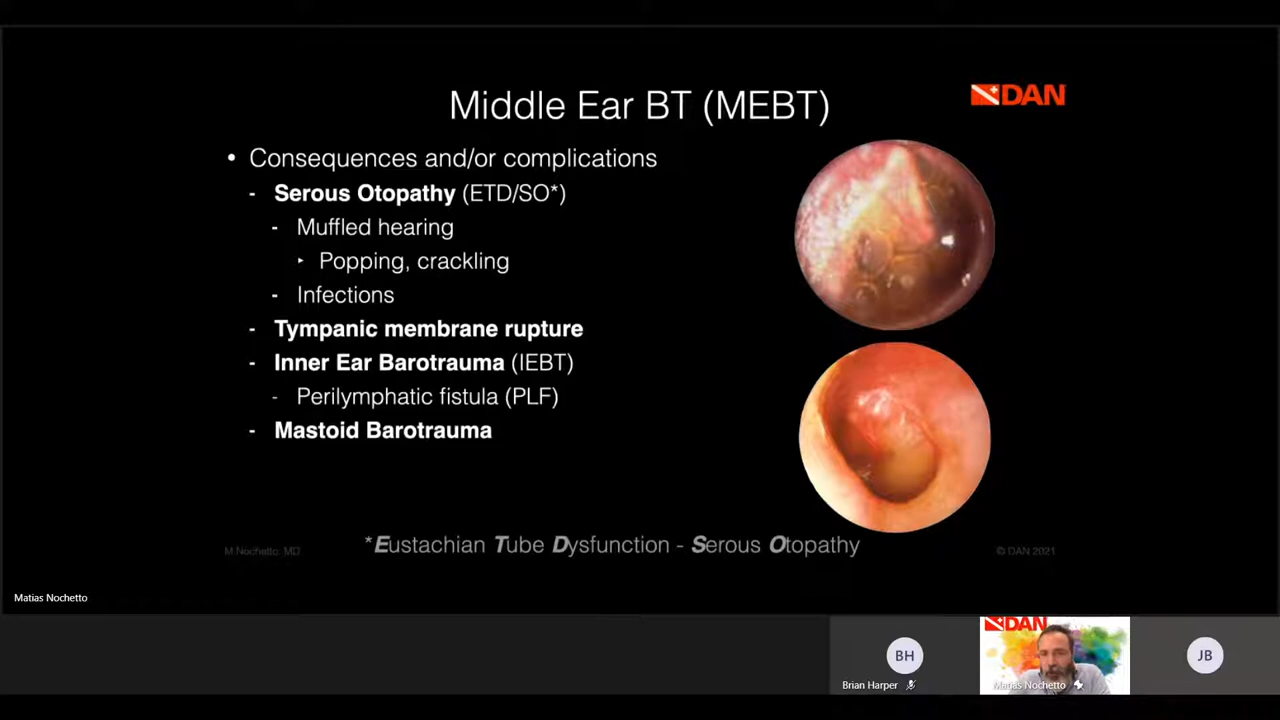 Middle Ear BT (MEBT)
DAN
• Consequences and/or complications
- Serous Otopathy (ETD/SO*)
- Muffled hearing
‣ Popping, crackling
- Infections
- Tympanic membrane rupture
- Inner Ear Barotrauma (IEBT)
- Perilymphatic fistula (PLF)
- Mastoid Barotrauma
*Eustachian Tube Dysfunction - Serous Otopathy
M Nochetto, MD
© DAN 2021
Matias Nochetto
BH
Brian Harper
DAN
Matias Nochetto
JB